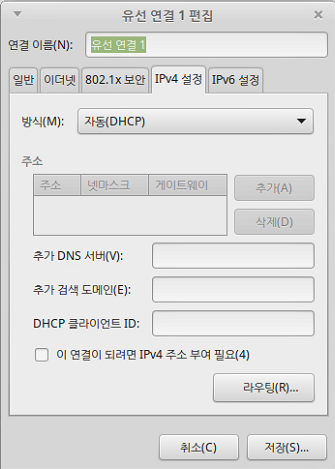 유선 연결 1 편집
연결 이름(N): 유선 연결 1
일반 이더넷 802.1x 보안 IPv4 설정 IPv6 설정
방식(M): 자동(DHCP)
주소
주소 넷마스크 게이트웨이 추가(A)
삭제(D)
추가 DNS 서버(V):
추가 검색 도메인(E):
DHCP 클라이언트 ID:
이 연결이 되려면 IPv4 주소 부여 필요(4)
라우팅(R)...
취소(C) 저장(S)...